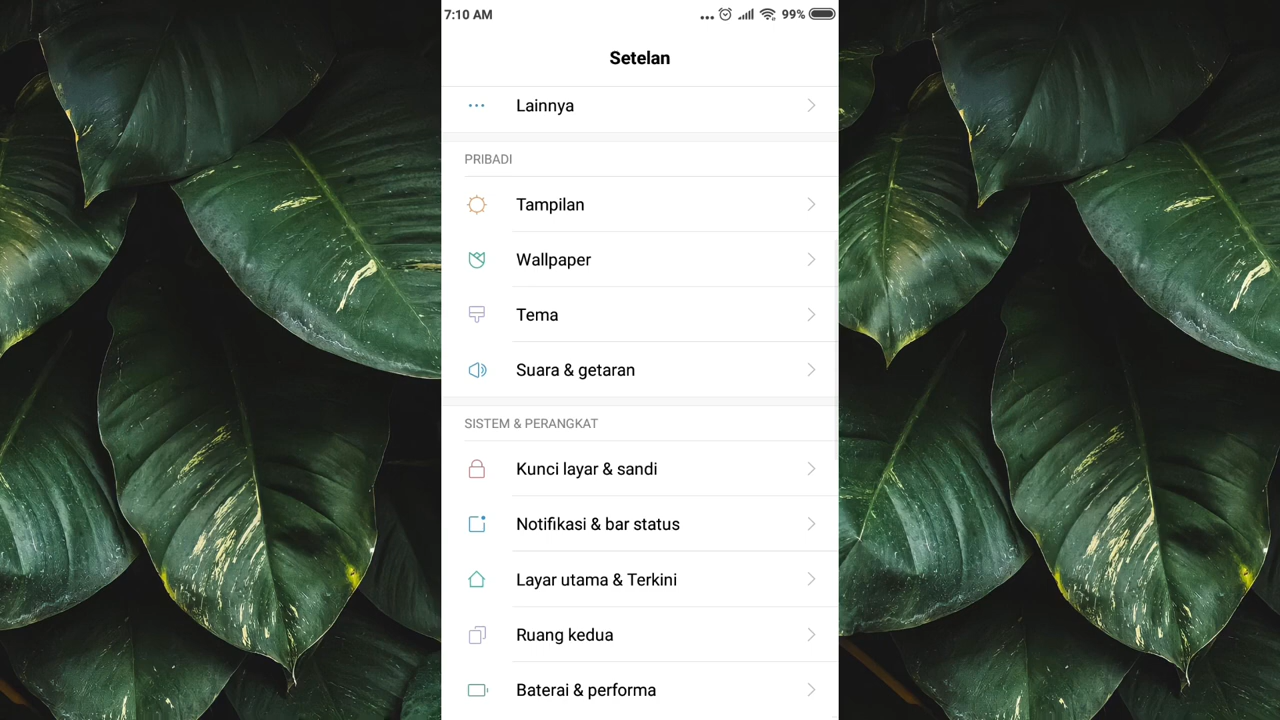 7:10 AM
99%
Setelan
Lainnya
PRIBADI
Tampilan
Wallpaper
Tema
Suara & getaran
SISTEM & PERANGKAT
Kunci layar & sandi
Notifikasi & bar status
Layar utama & Terkini
Ruang kedua
Baterai & performa